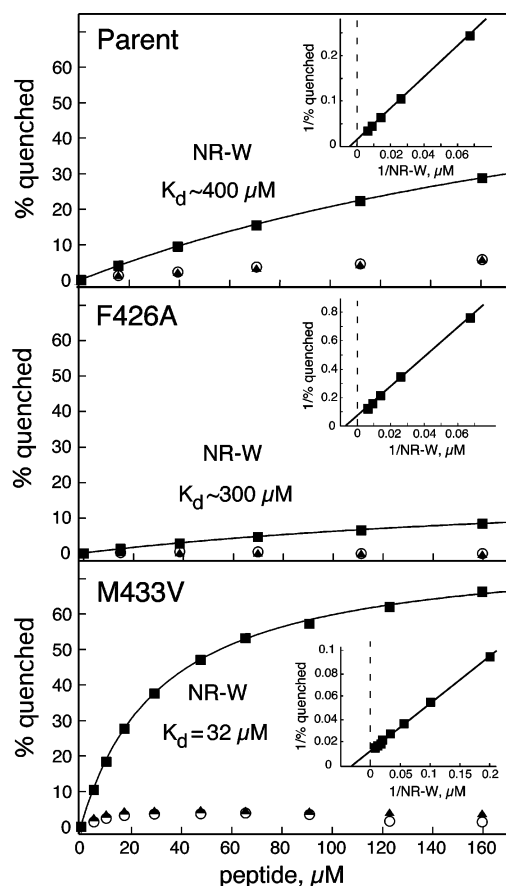 Parent
% quenched
70
60
50
40
30
20
10
0
NR-W
Kd~400 µM
1/% quenched
0.2
0.1
0
0 0.02 0.04 0.06
1/NR-W, µM
F426A
% quenched
70
60
50
40
30
20
10
0
NR-W
Kd~300 µM
1/% quenched
0.8
0.6
0.4
0.2
0
0 0.02 0.04 0.06
1/NR-W, µM
M433V
% quenched
60
50
40
30
20
10
0
NR-W
Kd=32 µM
1/% quenched
0.1
0.08
0.06
0.04
0.02
0 0.05 0.1 0.15 0.2
1/NR-W, µM
0 20 40 60 80 100 120 140 160
peptide, µM